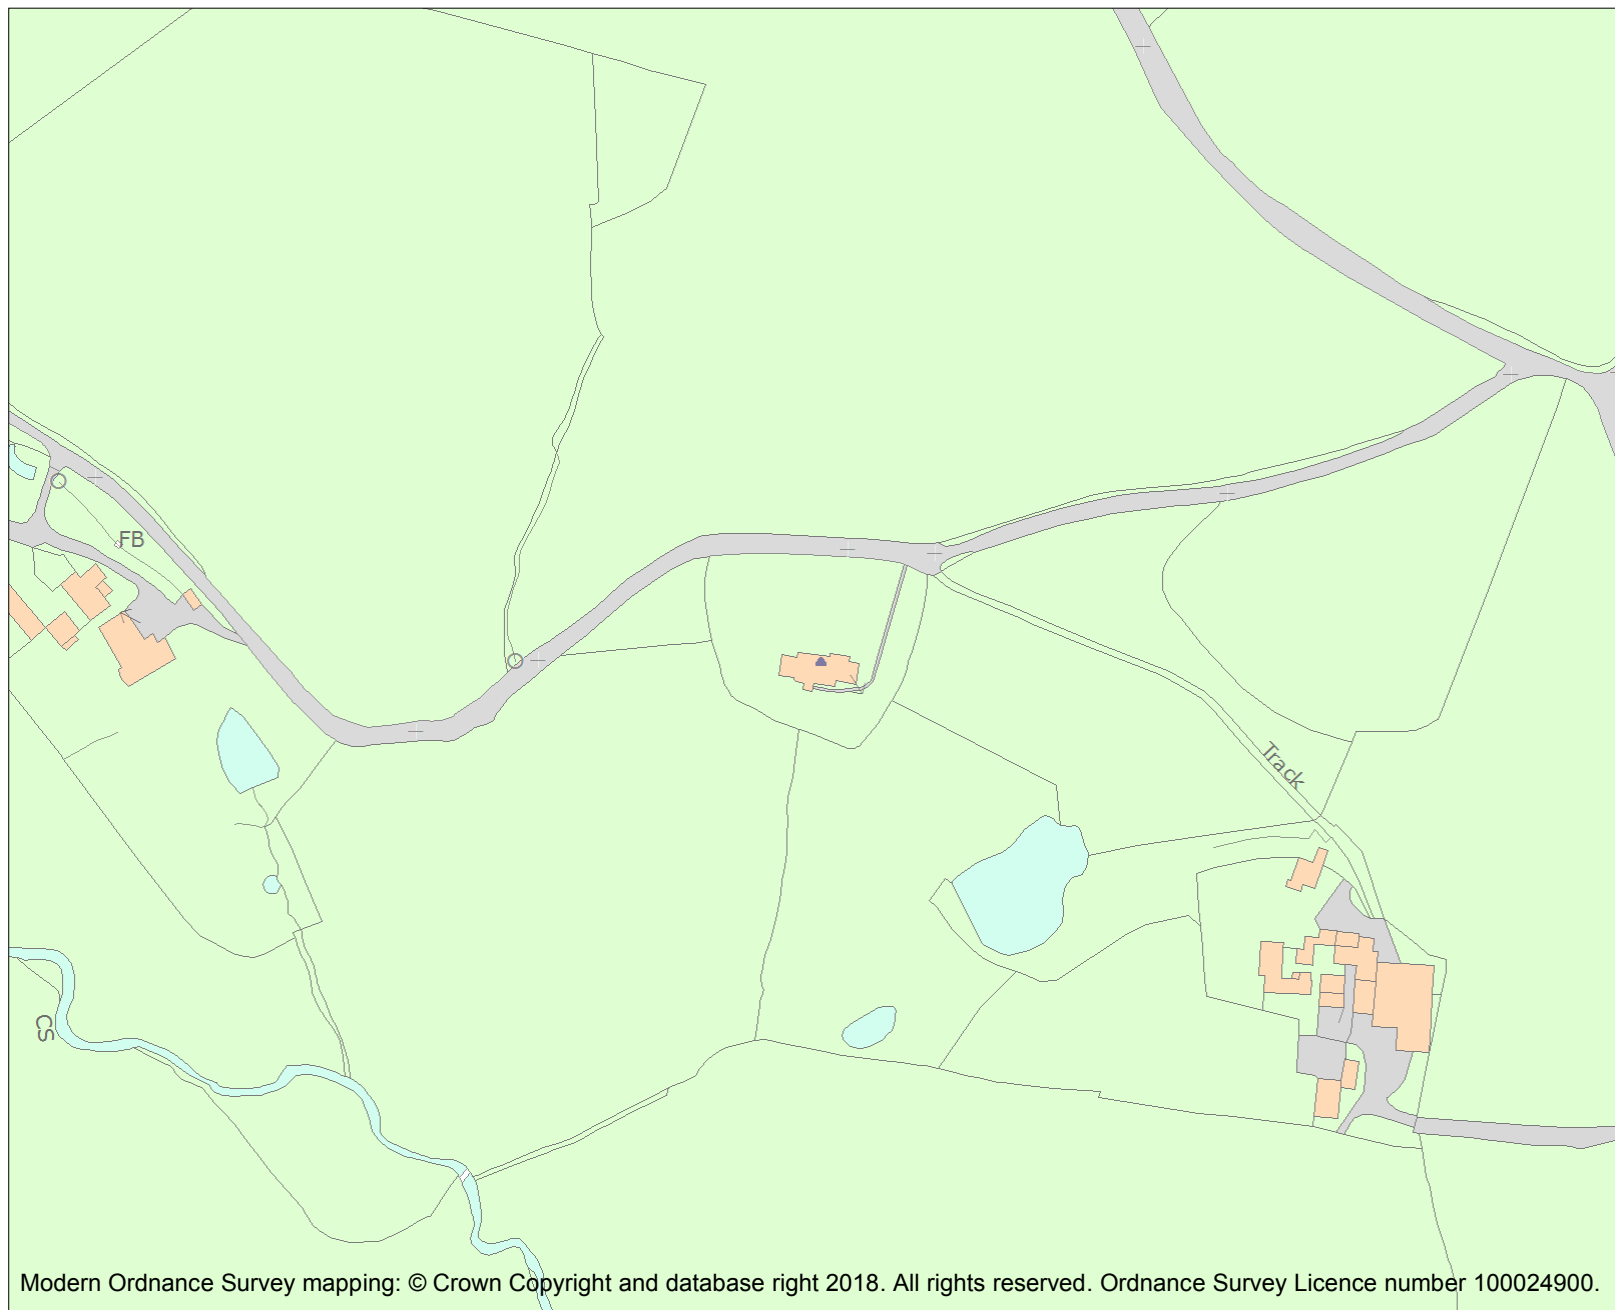 FB
Track
CS
Modern Ordnance Survey mapping: © Crown Copyright and database right 2018. All rights reserved. Ordnance Survey Licence number 100024900.